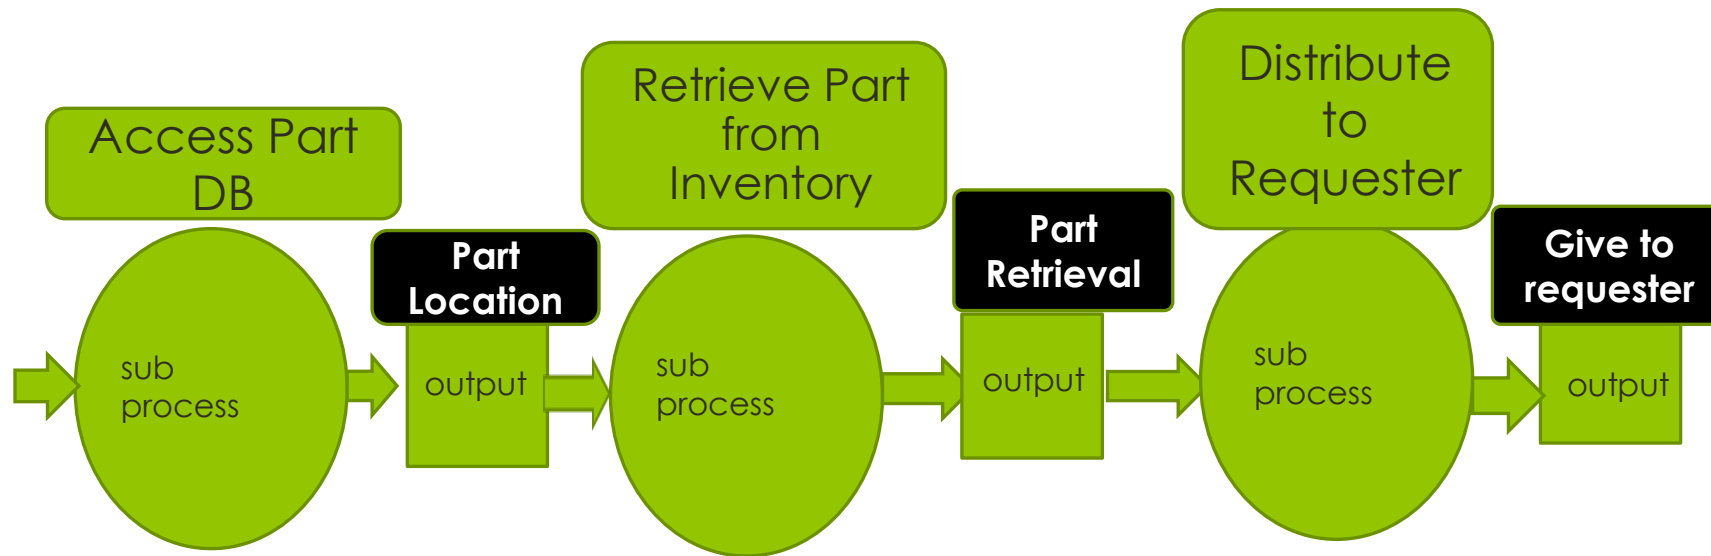 Access Part
DB
sub
process
Part
Location
output
Retrieve Part
from
Inventory
sub
process
Part
Retrieval
output
Distribute
to
Requester
sub
process
Give to
requester
output